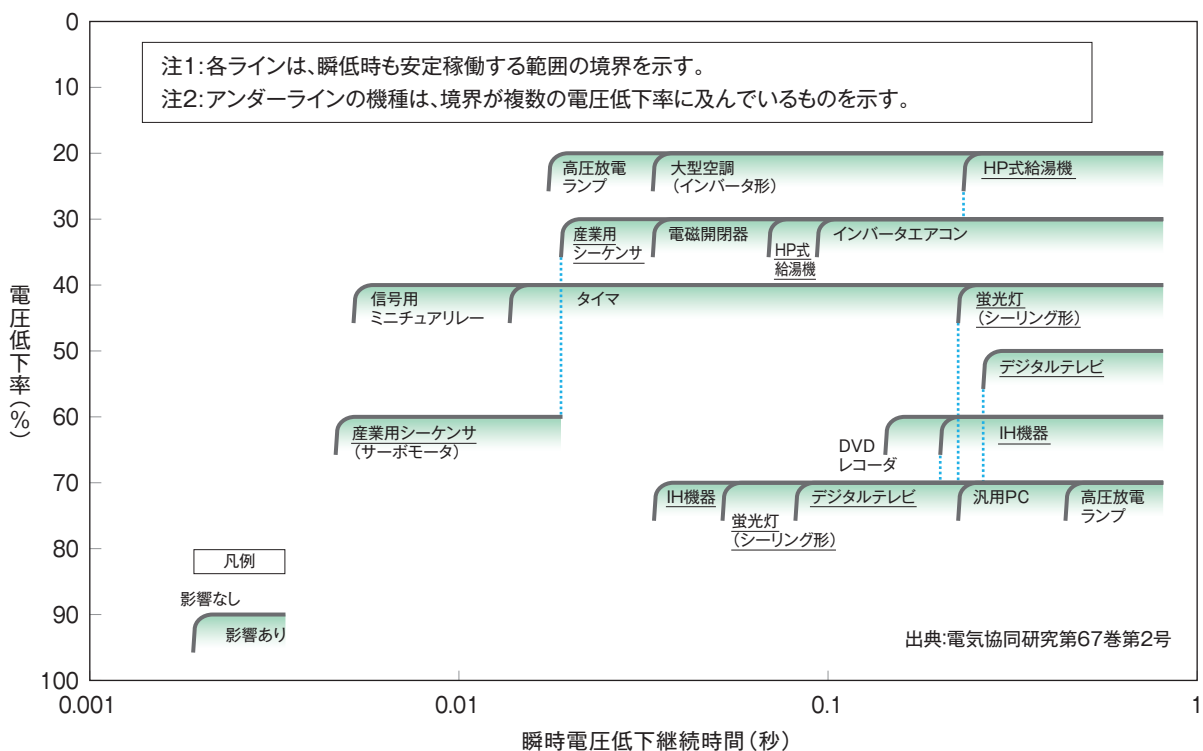 0
注1:各ラインは、瞬低時も安定稼働する範囲の境界を示す。
注2:アンダーラインの機種は、境界が複数の電圧低下率に及んでいるものを示す。
10
20
高圧放電
ランプ
大型空調
(インバータ形)
HP式給湯機
30
産業用
シーケンサ
電磁開閉器
HP式
給湯機
インバータエアコン
40
信号用
ミニチュアリレー
タイマ
蛍光灯
(シーリング形)
50
デジタルテレビ
60
産業用シーケンサ
(サーボモータ)
DVD
レコーダ
IH機器
70
IH機器
蛍光灯
(シーリング形)
デジタルテレビ
汎用PC
高圧放電
ランプ
80
凡例
影響なし
90
影響あり
出典:電気協同研究第67巻第2号
100
電圧低下率(%)
0.001
0.01
0.1
1
瞬時電圧低下継続時間(秒)